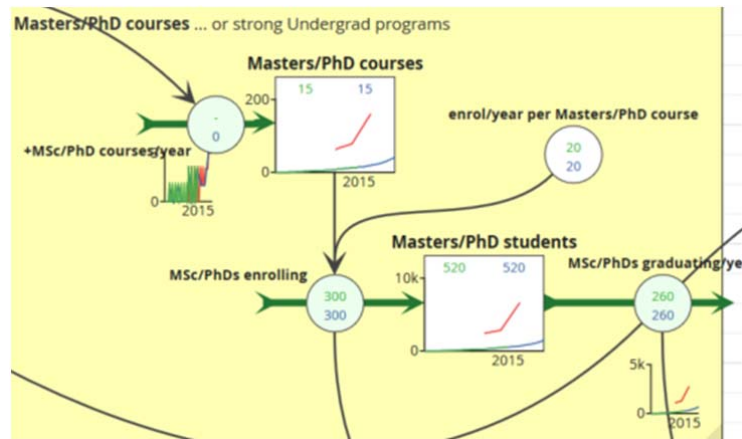 Masters/PhD courses ... or strong Undergrad programs
Masters/PhD courses
200
15 15
enrol/year per Masters/PhD course
-
0
20
20
+MSc/PhD courses/year
0
2015
0
2015
Masters/PhD students
MSc/PhDs enrolling
MSc/PhDs graduating/ye
10k
520 520
300
300
260
260
0
2015
5k
0
2015